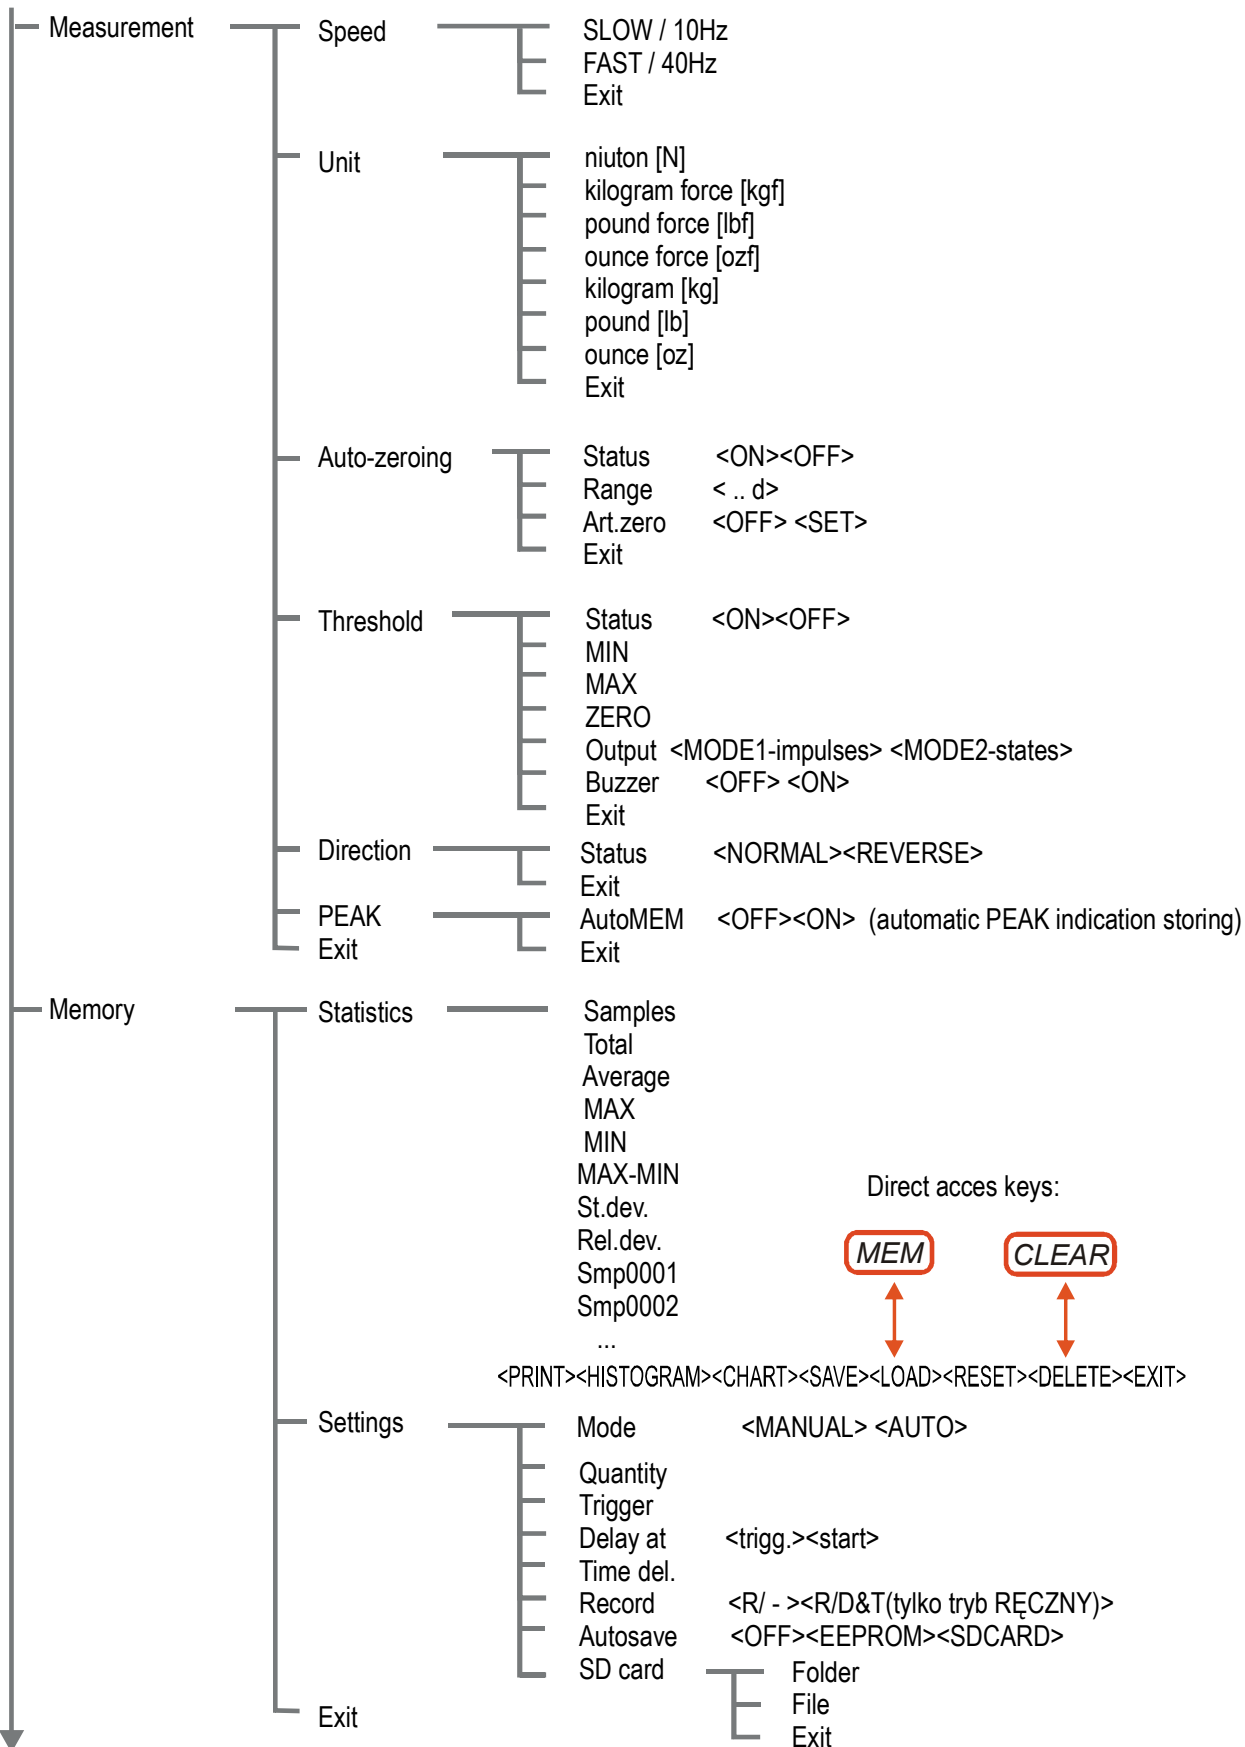 Measurement Speed SLOW / 10Hz
FAST / 40Hz
Exit
Unit niuton [N]
kilogram force [kgf]
pound force [lbf]
ounce force [ozf]
kilogram [kg]
pound [lb]
ounce [oz]
Exit
Auto-zeroing Status <ON><OFF>
Range < .. d>
Art.zero <OFF> <SET>
Exit
Threshold Status <ON><OFF>
MIN
MAX
ZERO
Output <MODE1-impulses> <MODE2-states>
Buzzer <OFF> <ON>
Exit
Direction Status <NORMAL><REVERSE>
Exit
PEAK AutoMEM <OFF><ON> (automatic PEAK indication storing)
Exit Exit
Memory Statistics Samples
Total
Average
MAX
MIN
MAX-MIN
Direct acces keys:
St.dev.
Rel.dev.
MEM CLEAR
Smp0001
Smp0002
...
<PRINT><HISTOGRAM><CHART><SAVE><LOAD><RESET><DELETE><EXIT>
Settings Mode <MANUAL> <AUTO>
Quantity
Trigger
Delay at <trigg.><start>
Time del.
Record <R/ - ><R/D&T(tylko tryb RĘCZNY)>
Autosave <OFF><EEPROM><SDCARD>
SD card Folder
File
Exit Exit